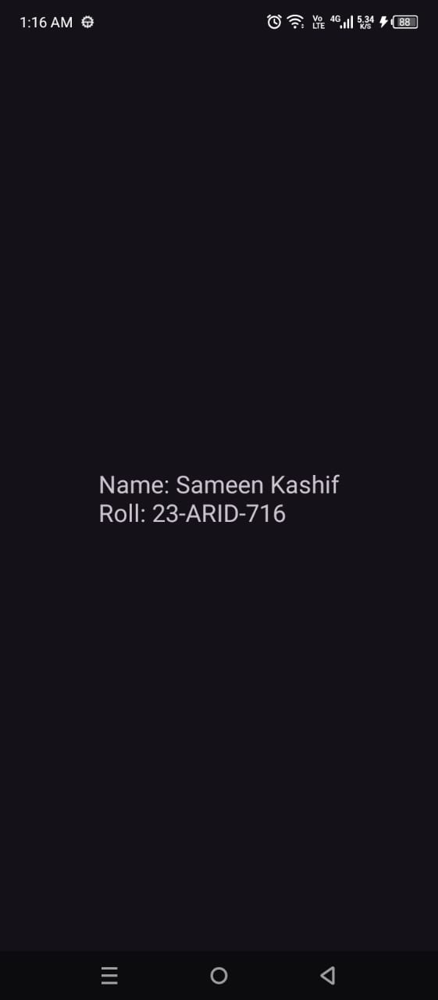 1:16 AM
Vo LTE 4G 5.34 K/S 88
Name: Sameen Kashif
Roll: 23-ARID-716